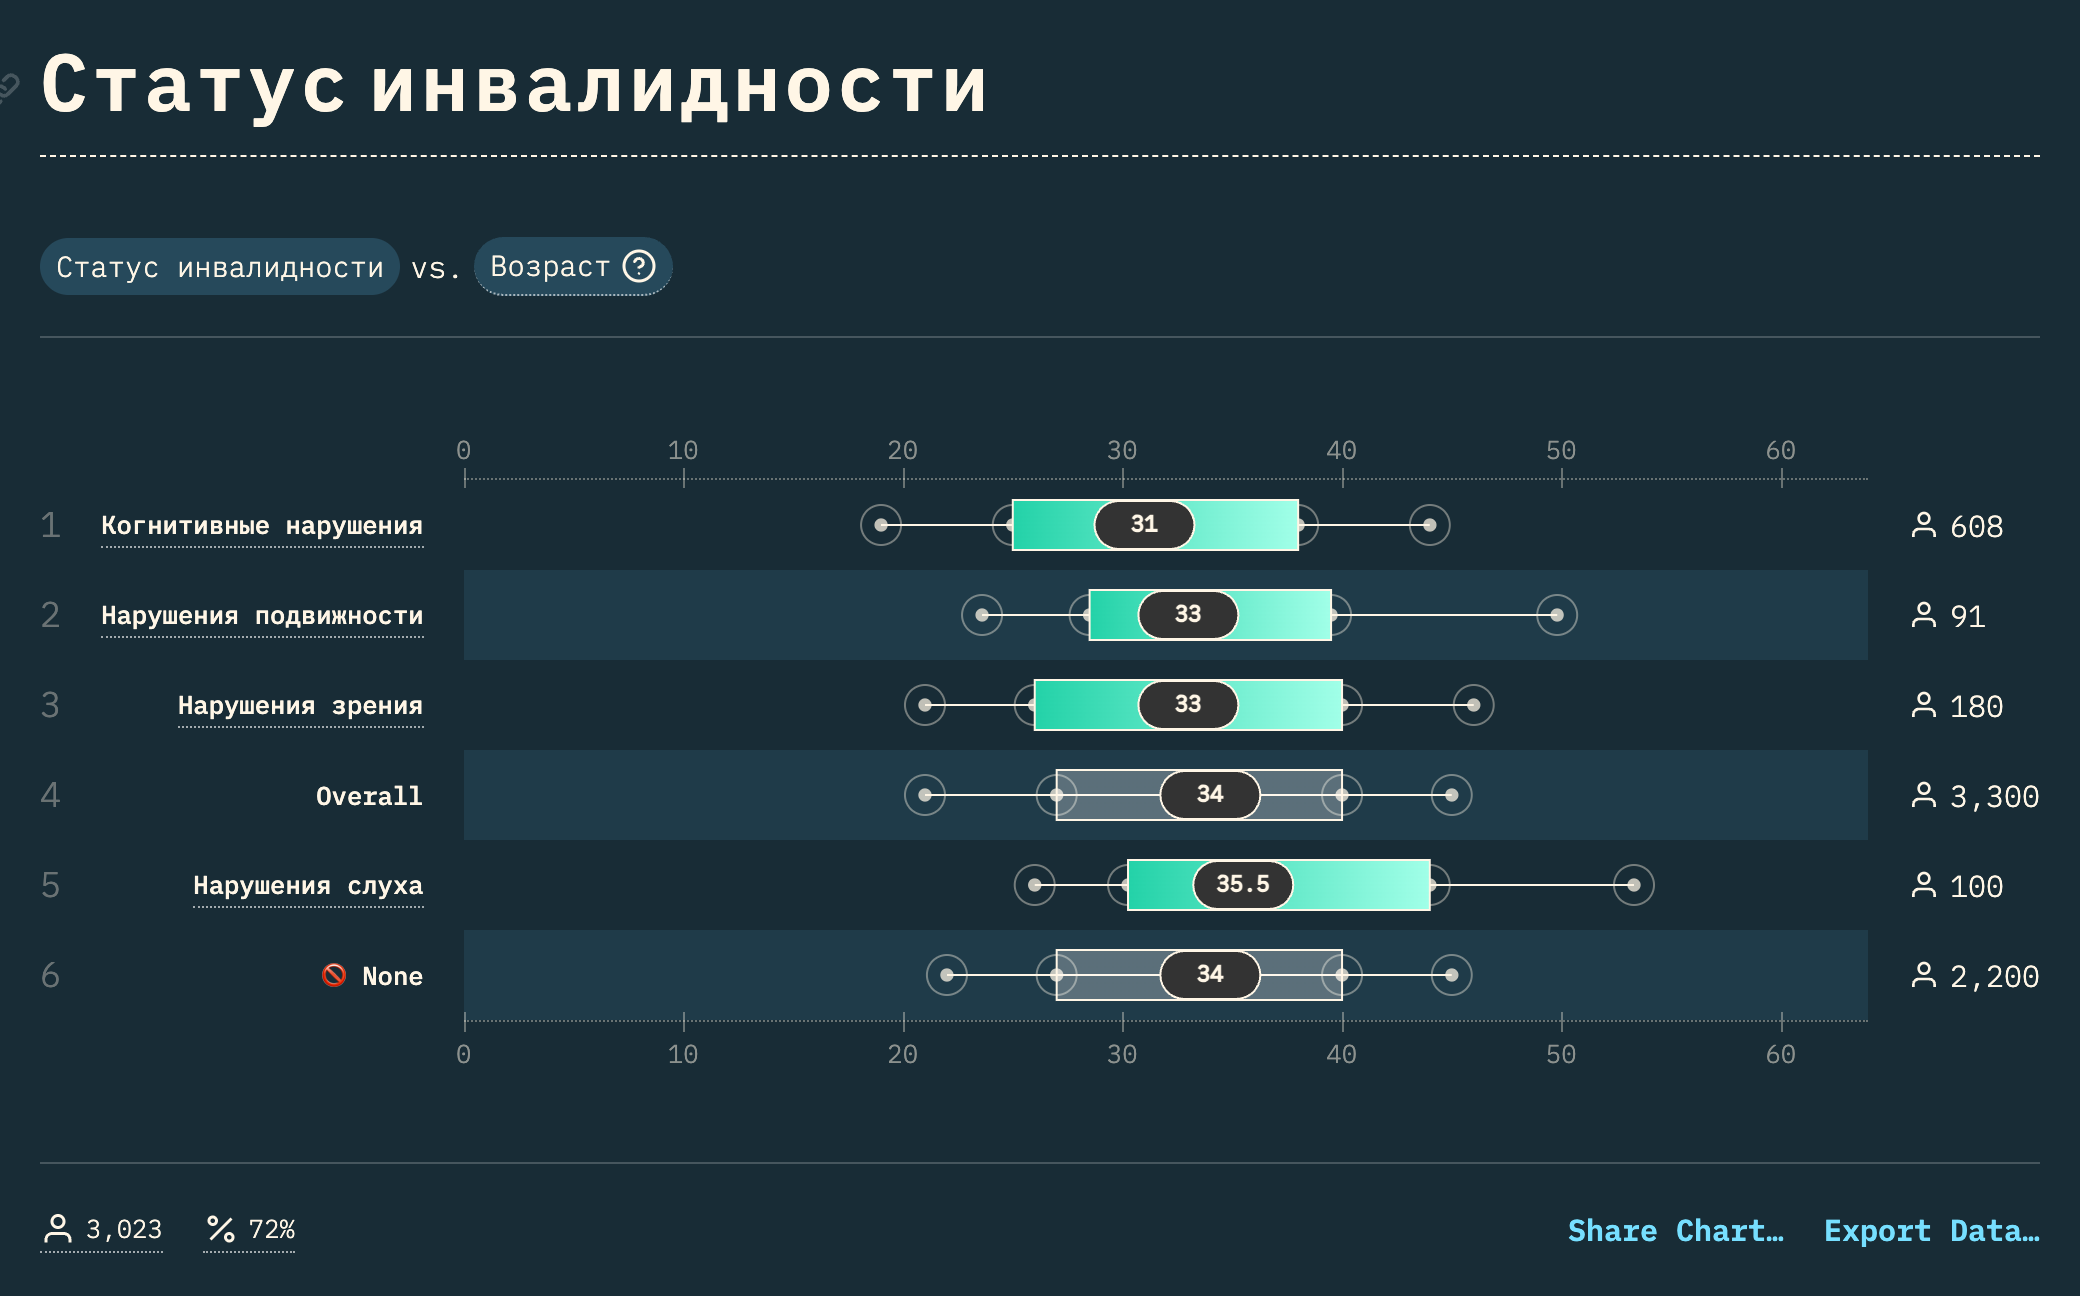 Статус инвалидности
Статус инвалидности vs. Возраст ?
0 10 20 30 40 50 60
1 Когнитивные нарушения 31 608
2 Нарушения подвижности 33 91
3 Нарушения зрения 33 180
4 Overall 34 3,300
5 Нарушения слуха 35.5 100
6 None 34 2,200
0 10 20 30 40 50 60
3,023 % 72% Share Chart… Export Data…